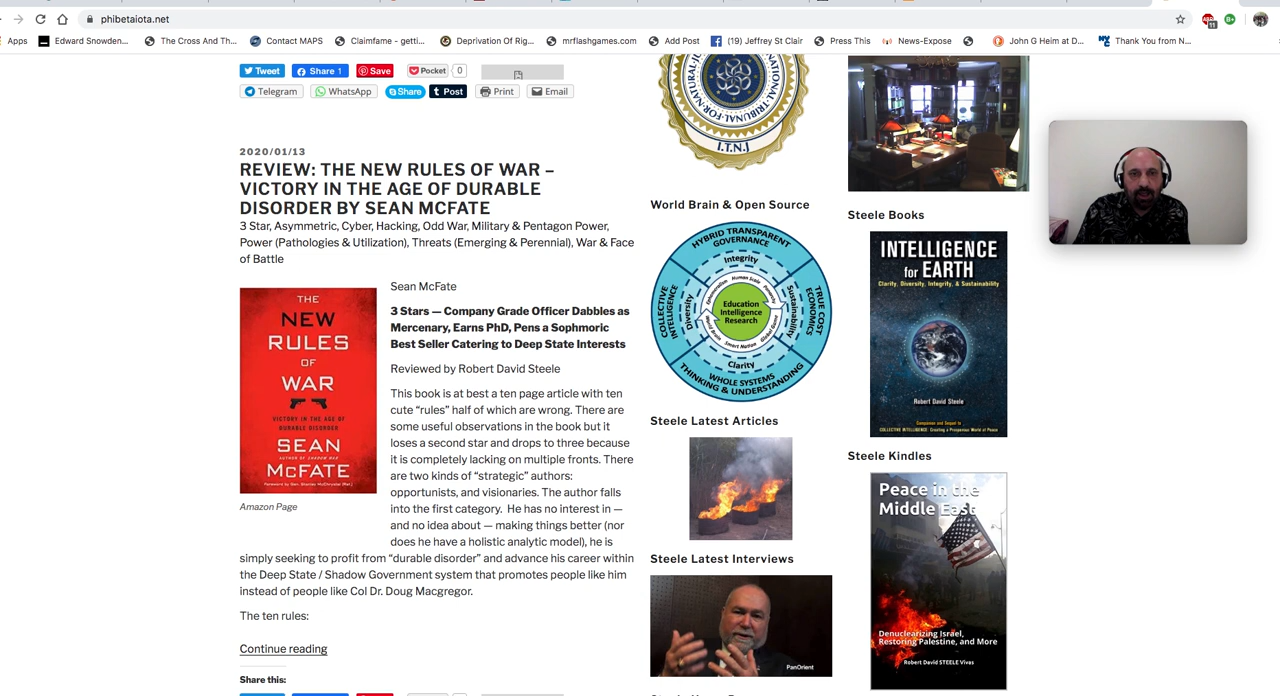 phibetaiota.net
Apps
Edward Snowden...
The Cross And Th...
Contact MAPS
Claimfame - getti...
Deprivation Of Rig...
mrflashgames.com
Add Post
(19) Jeffrey St Clair
Press This
News-Expose
John G Heim at D...
Thank You from N...
Tweet
Share 1
Save
Pocket
0
Telegram
WhatsApp
Share
Post
Print
Email
2020/01/13
REVIEW: THE NEW RULES OF WAR –
VICTORY IN THE AGE OF DURABLE
DISORDER BY SEAN MCFATE
3 Star, Asymmetric, Cyber, Hacking, Odd War, Military & Pentagon Power,
Power (Pathologies & Utilization), Threats (Emerging & Perennial), War & Face
of Battle
THE
NEW
RULES
OF
WAR
VICTORY IN THE AGE OF
DURABLE DISORDER
SEAN
AUTHOR OF SHADOW WAR
McFATE
Amazon Page
Sean McFate
3 Stars — Company Grade Officer Dabbles as
Mercenary, Earns PhD, Pens a Sophmoric
Best Seller Catering to Deep State Interests
Reviewed by Robert David Steele
This book is at best a ten page article with ten
cute “rules” half of which are wrong. There are
some useful observations in the book but it
loses a second star and drops to three because
it is completely lacking on multiple fronts. There
are two kinds of “strategic” authors:
opportunists, and visionaries. The author falls
into the first category.  He has no interest in —
and no idea about — making things better (nor
does he have a holistic analytic model), he is
simply seeking to profit from “durable disorder” and advance his career within
the Deep State / Shadow Government system that promotes people like him
instead of people like Col Dr. Doug Macgregor.
The ten rules:
Continue reading
Share this:
I.T.N.J.
World Brain & Open Source
HYBRID TRANSPARENT
GOVERNANCE
Integrity
COLLECTIVE
INTELLIGENCE
Diversity
Education
Intelligence
Research
Sustainability
TRUE COST
ECONOMICS
Clarity
WHOLE SYSTEMS
THINKING & UNDERSTANDING
Steele Latest Articles
Steele Latest Interviews
PanOrient
Steele Books
INTELLIGENCE
for EARTH
Clarity, Diversity, Integrity, & Sustainability
Robert David Steele
Steele Kindles
Peace in the
Middle East
Denuclearizing Israel,
Restoring Palestine, and More
Robert David STEELE Vivas